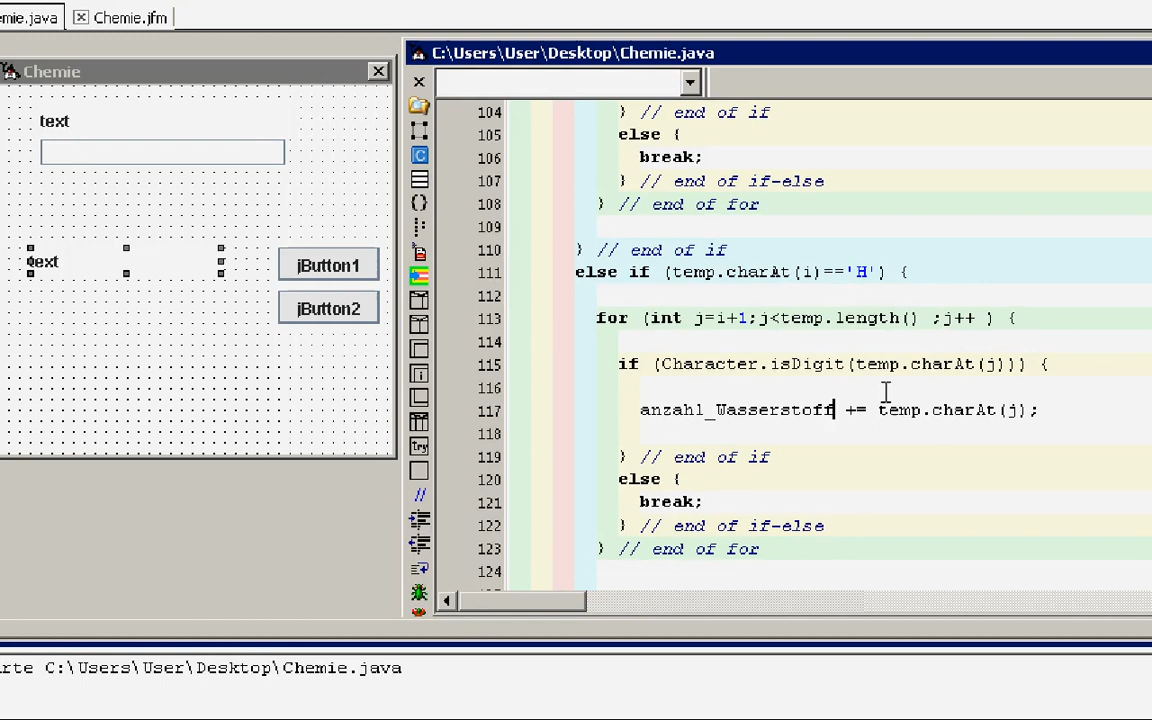 emie.java Chemie.jfm
Chemie
text
text
jButton1
jButton2
C:\Users\User\Desktop\Chemie.java
104 } // end of if
105 else {
106 break;
107 } // end of if-else
108 } // end of for
109
110 } // end of if
111 else if (temp.charAt(i)=='H') {
112
113 for (int j=i+1;j<temp.length() ;j++ ) {
114
115 if (Character.isDigit(temp.charAt(j))) {
116
117 anzahl_Wasserstoff += temp.charAt(j);
118
119 } // end of if
120 else {
121 break;
122 } // end of if-else
123 } // end of for
124
Try
//
arte C:\Users\User\Desktop\Chemie.java